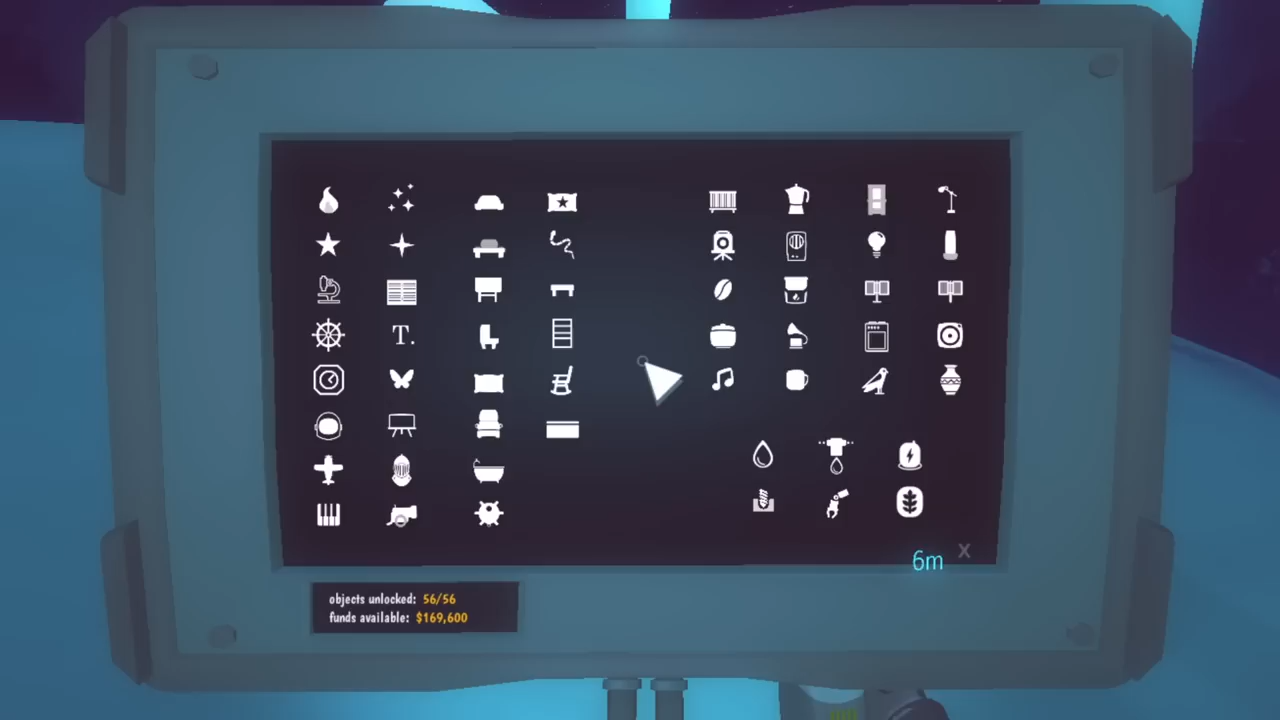 T.
6m
X
objects unlocked: 56/56
funds available: $169,600